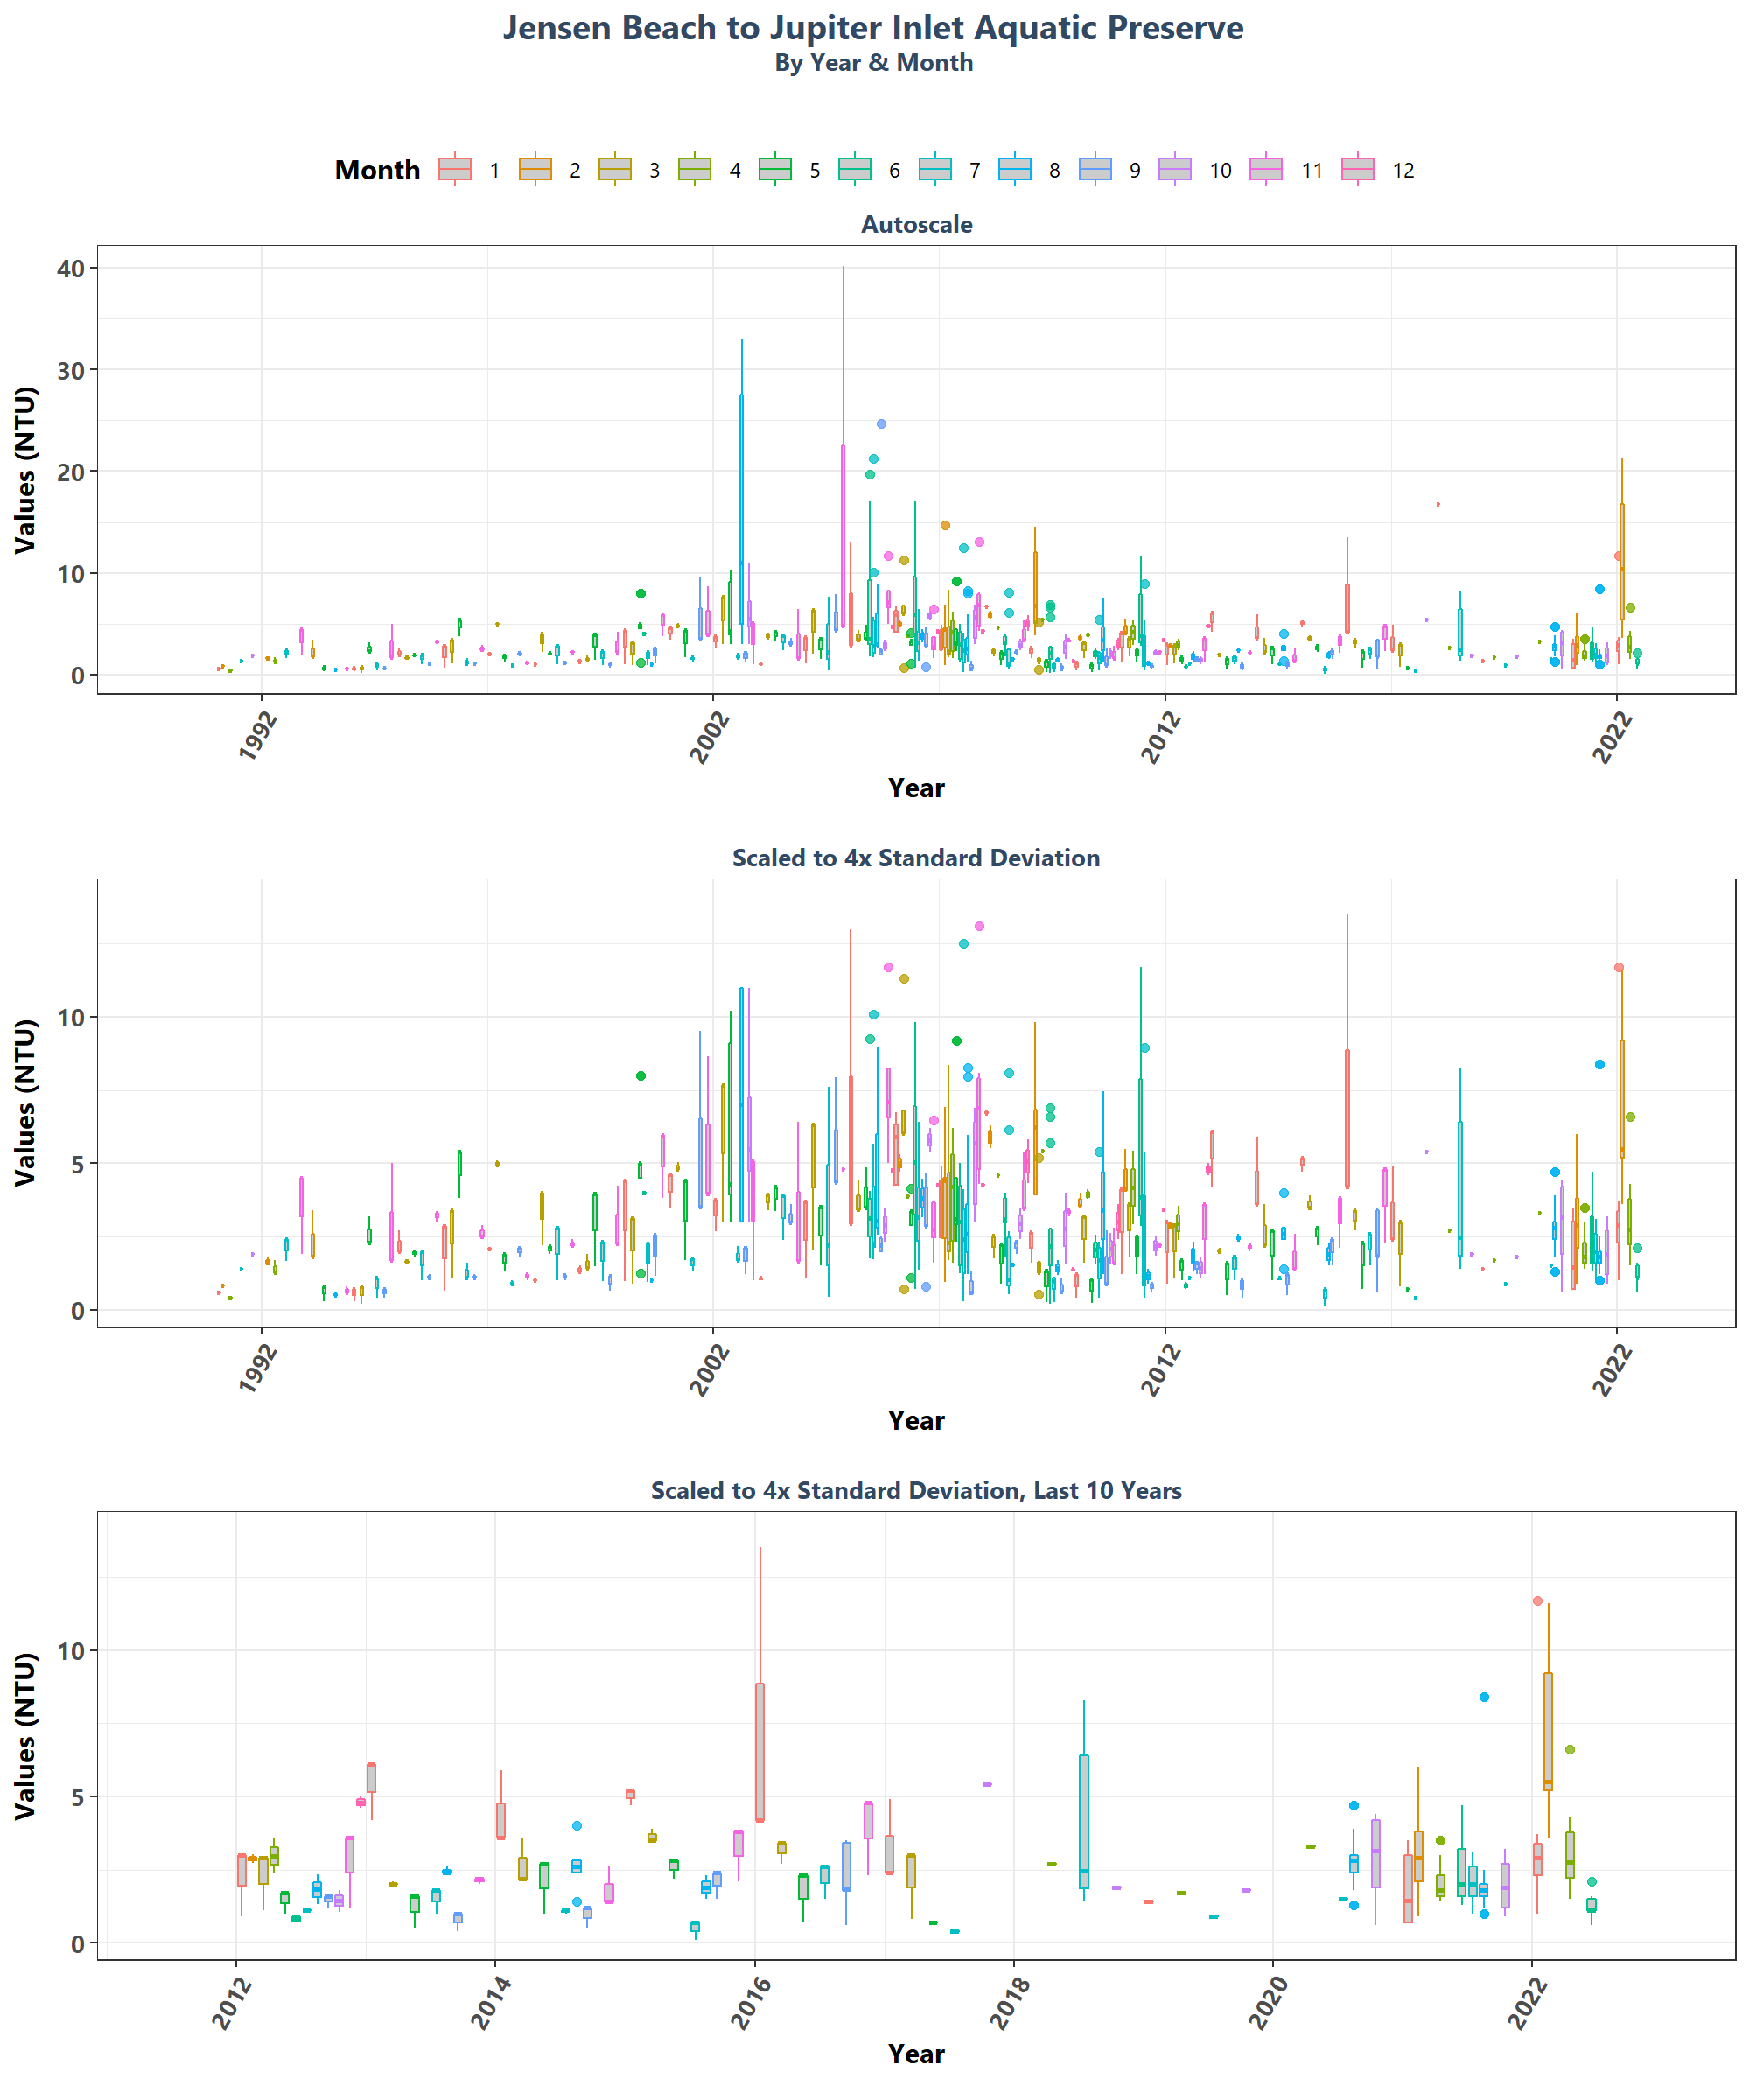 Jensen Beach to Jupiter Inlet Aquatic Preserve
By Year & Month
Month 1 2 3 4 5 6 7 8 9 10 11 12
Autoscale
Values (NTU)
40
30
20
10
0
1992 2002 2012 2022
Year
Scaled to 4x Standard Deviation
Values (NTU)
10
5
0
1992 2002 2012 2022
Year
Scaled to 4x Standard Deviation, Last 10 Years
Values (NTU)
10
5
0
2012 2014 2016 2018 2020 2022
Year